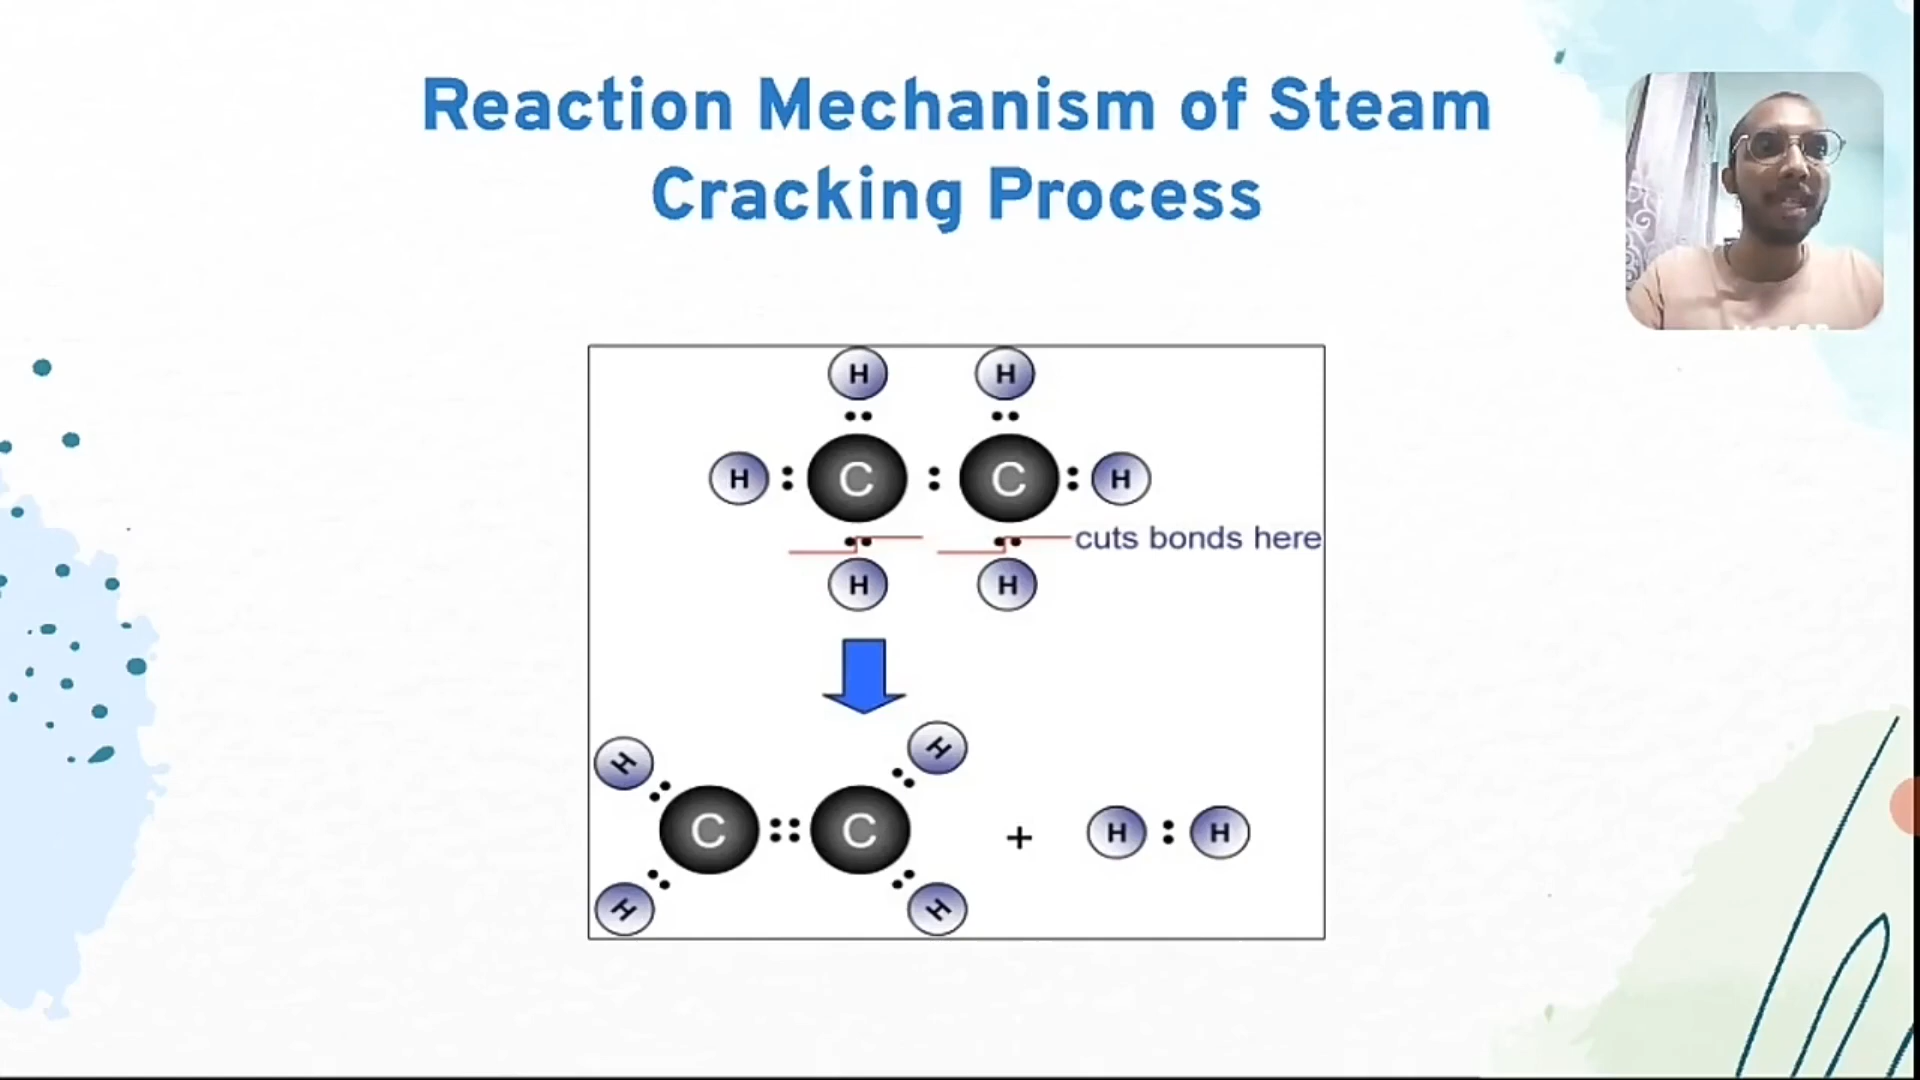 Reaction Mechanism of Steam
Cracking Process
H H
H C C H
cuts bonds here
H H
H H
C C + H H
H H